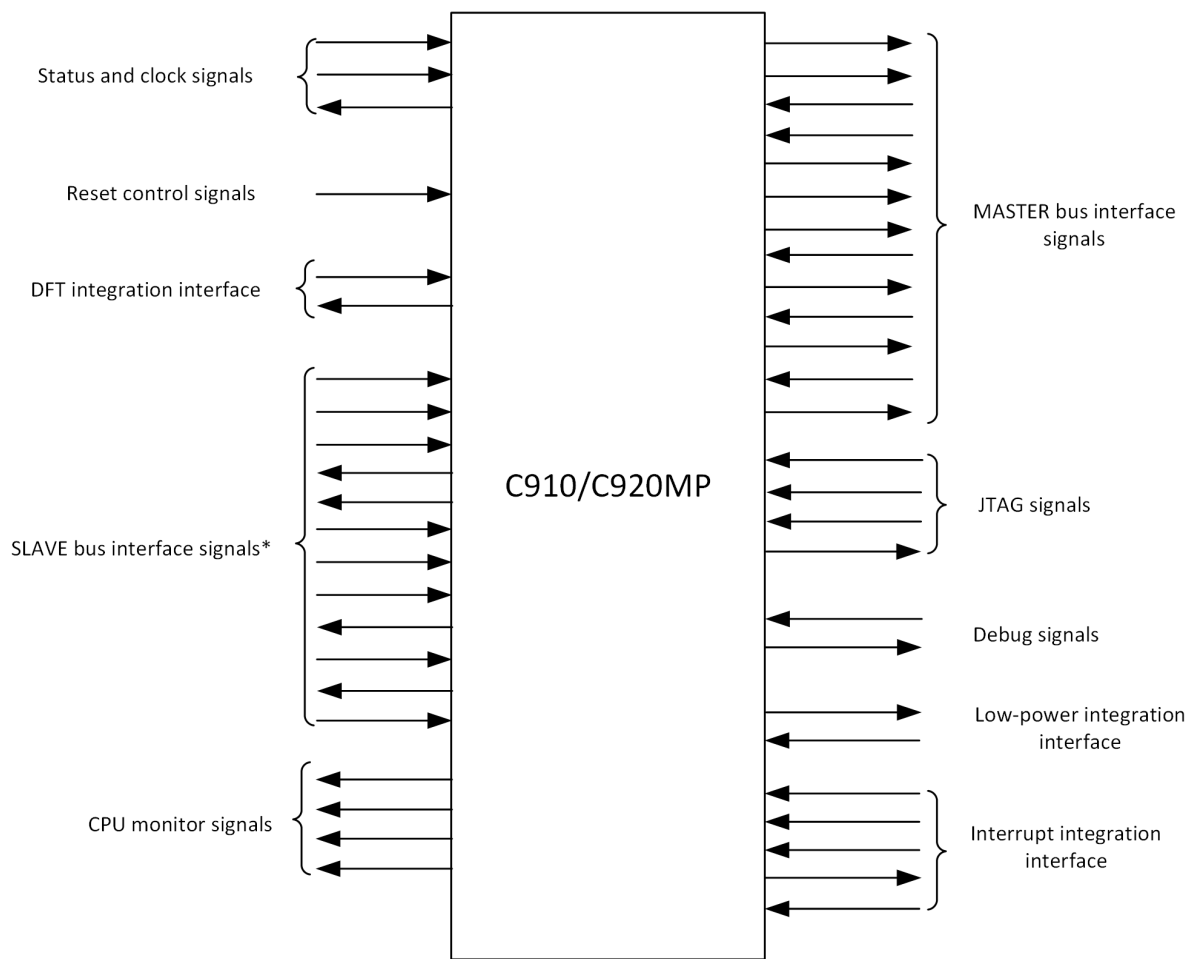 Status and clock signals
Reset control signals
DFT integration interface
SLAVE bus interface signals*
CPU monitor signals
C910/C920MP
MASTER bus interface
signals
JTAG signals
Debug signals
Low-power integration
interface
Interrupt integration
interface